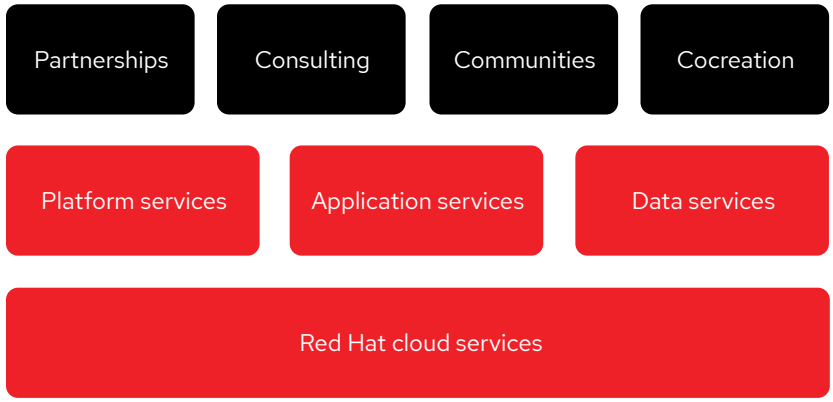 Partnerships
Consulting
Communities
Cocreation
Platform services
Application services
Data services
Red Hat cloud services